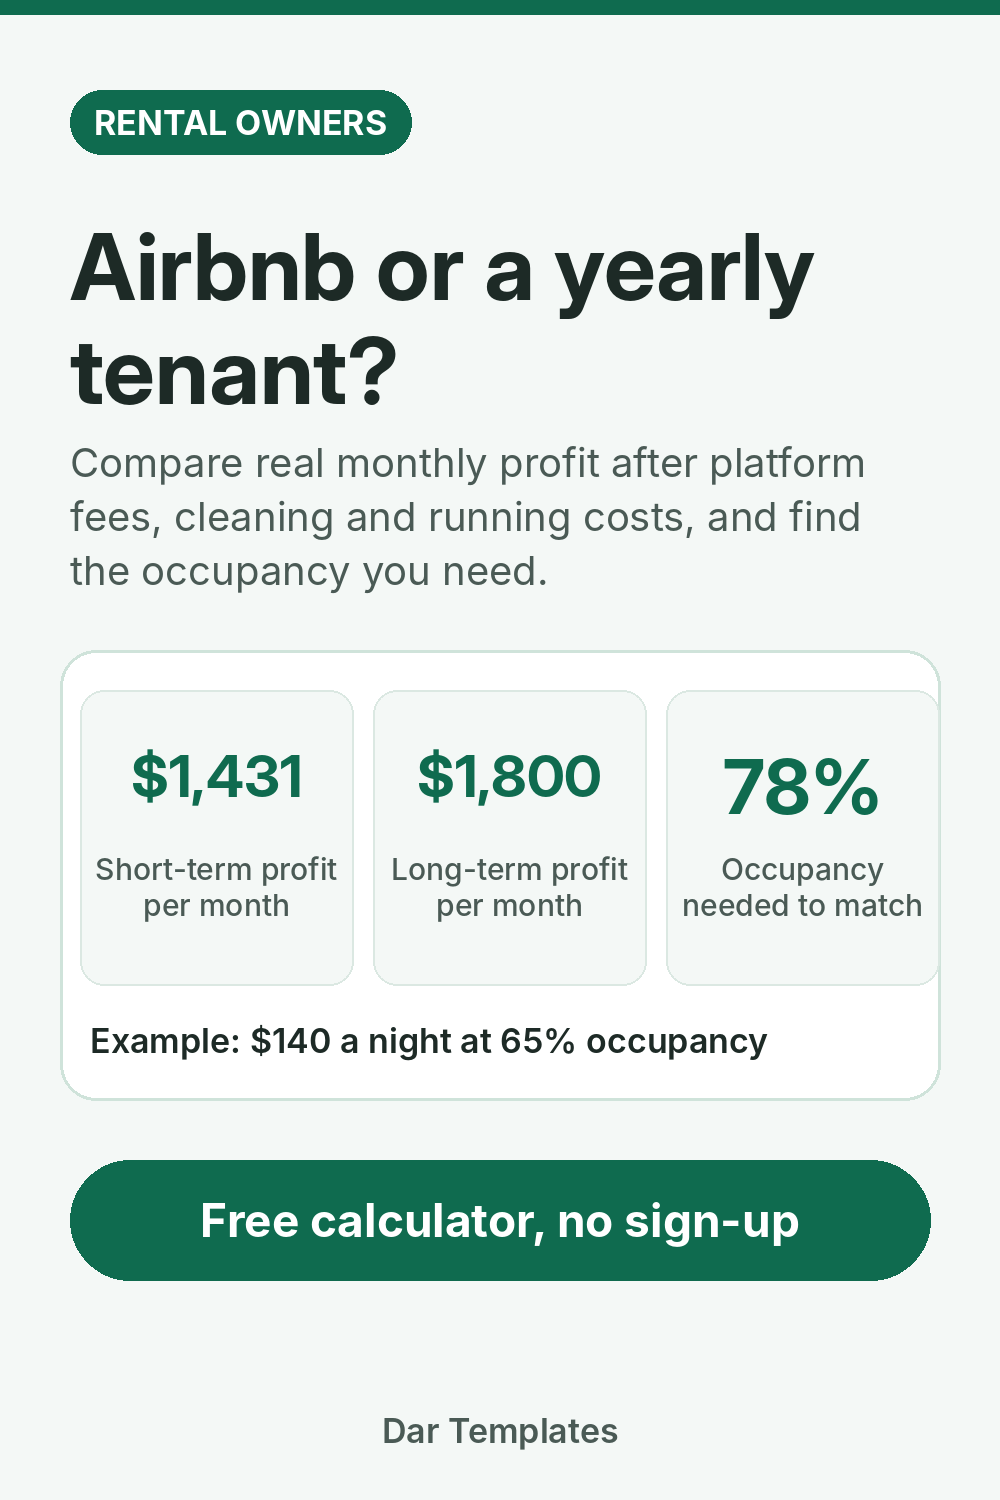 RENTAL OWNERS
Airbnb or a yearly
tenant?
Compare real monthly profit after platform
fees, cleaning and running costs, and find
the occupancy you need.
$1,431
Short-term profit
per month
$1,800
Long-term profit
per month
78%
Occupancy
needed to match
Example: $140 a night at 65% occupancy
Free calculator, no sign-up
Dar Templates